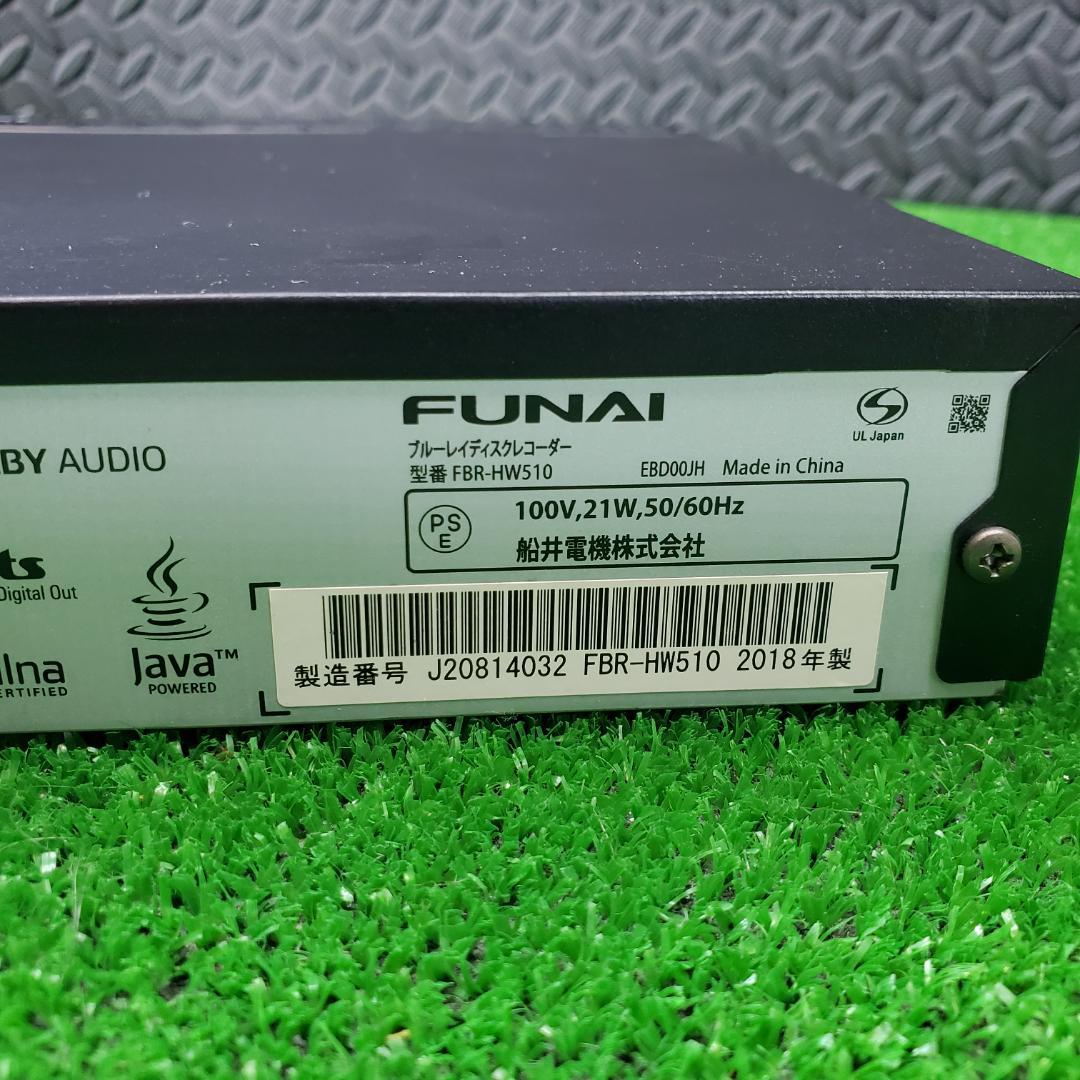 FUNAI
ブルーレイディスクレコーダー
型番 FBR-HW510 EBD00JH Made in China
UL Japan
PS
E
100V,21W,50/60Hz
船井電機株式会社
製造番号 J20814032 FBR-HW510 2018年製
BY AUDIO
ts
Digital Out
lna
CERTIFIED
Java™
POWERED